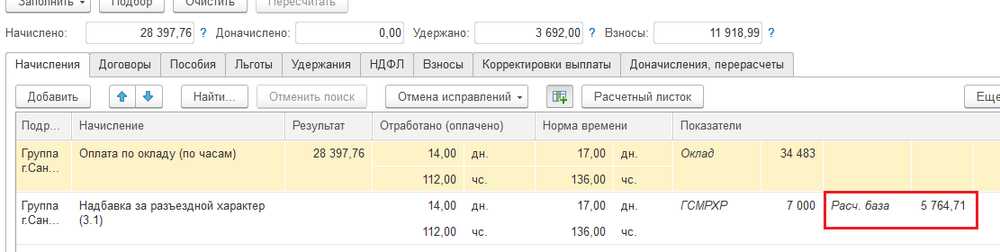 Заполнить Подбор Очистить Пересчитать
Начислено: 28 397,76 ? Доначислено: 0,00 Удержано: 3 692,00 ? Взносы: 11 918,99 ?
Начисления Договоры Пособия Льготы Удержания НДФЛ Взносы Корректировки выплаты Доначисления, перерасчеты
Добавить Найти... Отменить поиск Отмена исправлений Расчетный листок Еще
Подр... Начисление Результат Отработано (оплачено) Норма времени Показатели
Группа Оплата по окладу (по часам) 28 397,76 14,00 дн. 17,00 дн. Оклад 34 483
г.Сан... 112,00 чс. 136,00 чс.
Группа Надбавка за разъездной характер 14,00 дн. 17,00 дн. ГСМРХР 7 000 Расч. база 5 764,71
г.Сан... (3.1) 112,00 чс. 136,00 чс.